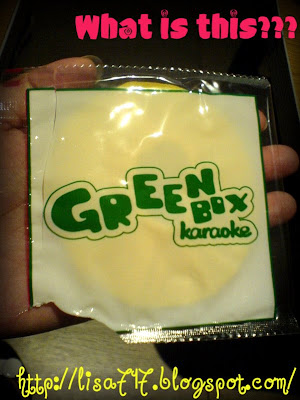 What is this???
GREEN BOX
karaoke
http://lisa717.blogspot.com/